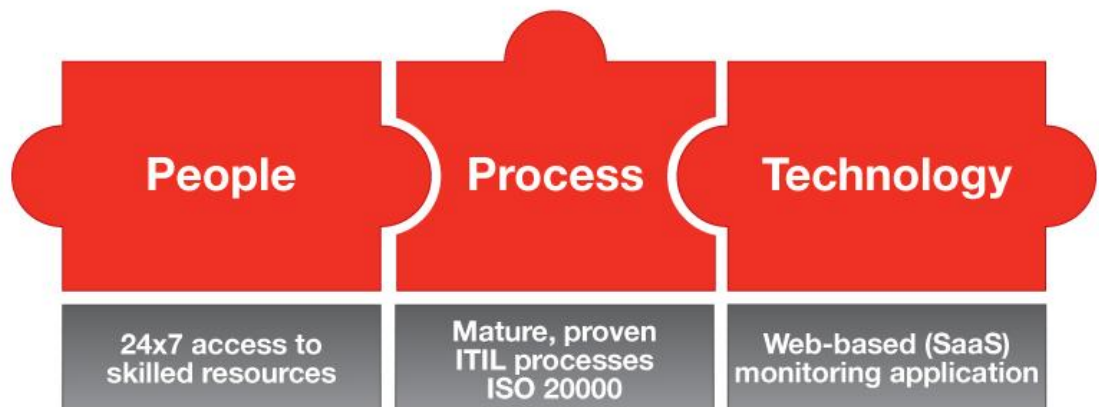 People
Process
Technology
24x7 access to
skilled resources
Mature, proven
ITIL processes
ISO 20000
Web-based (SaaS)
monitoring application